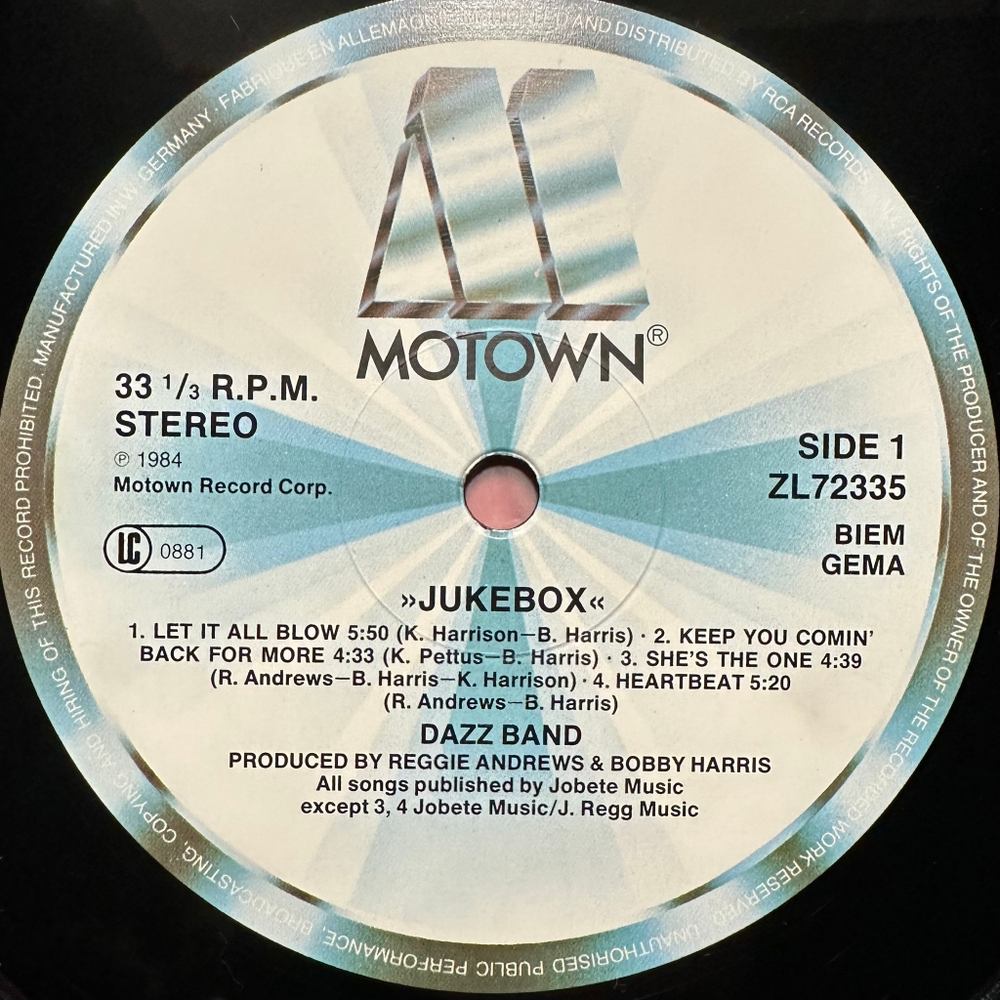 MANUFACTURED IN W. GERMANY · FABRIQUÉ EN ALLEMAGNE · AND DISTRIBUTED BY RCA RECORDS · ALL RIGHTS OF THE PRODUCER AND OF THE OWNER OF THE RECORDED WORK RESERVED. UNAUTHORISED PUBLIC PERFORMANCE, BROADCASTING, COPYING AND HIRING OF THIS RECORD PROHIBITED.
MOTOWN®
33 1/3 R.P.M.
STEREO
℗ 1984
Motown Record Corp.
LC 0881
SIDE 1
ZL72335
BIEM
GEMA
»JUKEBOX«
1. LET IT ALL BLOW 5:50 (K. Harrison—B. Harris) · 2. KEEP YOU COMIN'
BACK FOR MORE 4:33 (K. Pettus—B. Harris) · 3. SHE'S THE ONE 4:39
(R. Andrews—B. Harris—K. Harrison) · 4. HEARTBEAT 5:20
(R. Andrews—B. Harris)
DAZZ BAND
PRODUCED BY REGGIE ANDREWS & BOBBY HARRIS
All songs published by Jobete Music
except 3, 4 Jobete Music/J. Regg Music